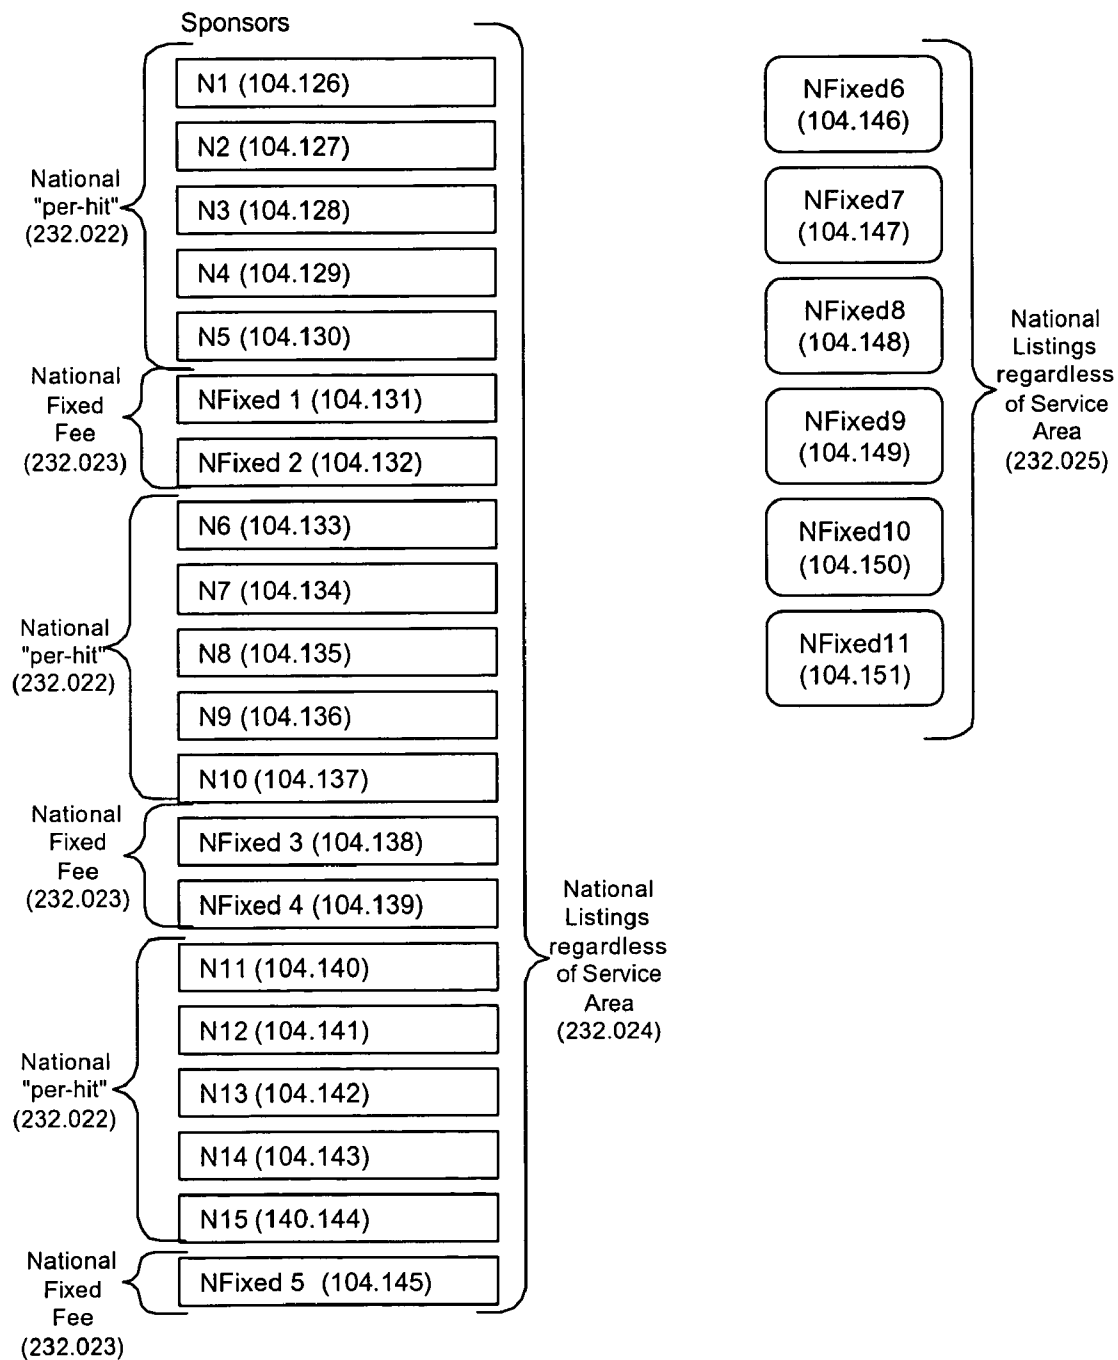 Sponsors
N1 (104.126)
N2 (104.127)
N3 (104.128)
N4 (104.129)
N5 (104.130)
National
"per-hit"
(232.022)
NFixed 1 (104.131)
NFixed 2 (104.132)
National
Fixed
Fee
(232.023)
N6 (104.133)
N7 (104.134)
N8 (104.135)
N9 (104.136)
N10 (104.137)
National
"per-hit"
(232.022)
NFixed 3 (104.138)
NFixed 4 (104.139)
National
Fixed
Fee
(232.023)
N11 (104.140)
N12 (104.141)
N13 (104.142)
N14 (104.143)
N15 (140.144)
National
"per-hit"
(232.022)
NFixed 5 (104.145)
National
Fixed
Fee
(232.023)
National
Listings
regardless
of Service
Area
(232.024)
NFixed6
(104.146)
NFixed7
(104.147)
NFixed8
(104.148)
NFixed9
(104.149)
NFixed10
(104.150)
NFixed11
(104.151)
National
Listings
regardless
of Service
Area
(232.025)